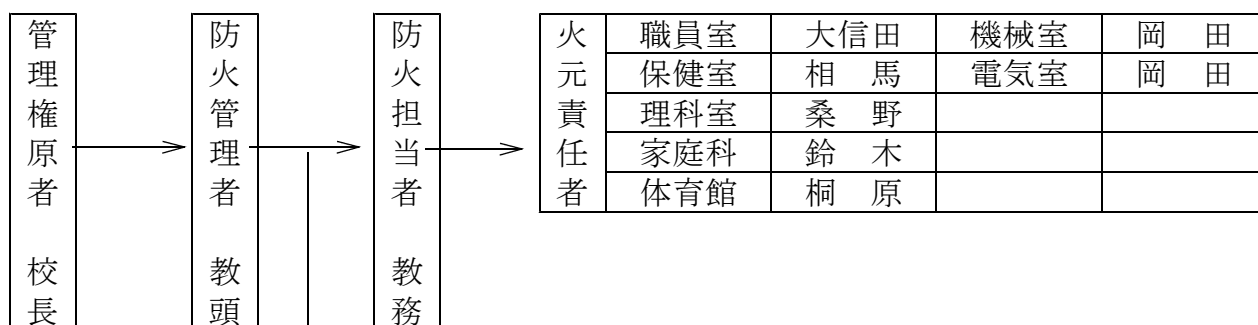 管理権原者 校長
防火管理者 教頭
防火担当者 教務
火元責任者
職員室 大信田 機械室 岡 田
保健室 相 馬 電気室 岡 田
理科室 桑 野
家庭科 鈴 木
体育館 桐 原